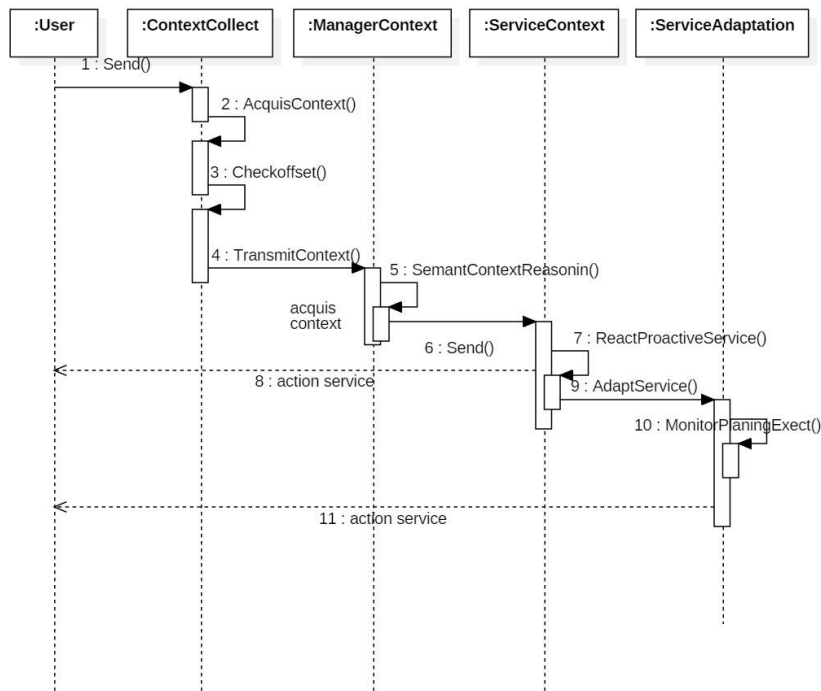 :User
:ContextCollect
:ManagerContext
:ServiceContext
:ServiceAdaptation
1 : Send()
2 : AcquisContext()
3 : Checkoffset()
4 : TransmitContext()
5 : SemantContextReasonin()
acquis
context
6 : Send()
7 : ReactProactiveService()
8 : action service
9 : AdaptService()
10 : MonitorPlaningExect()
11 : action service